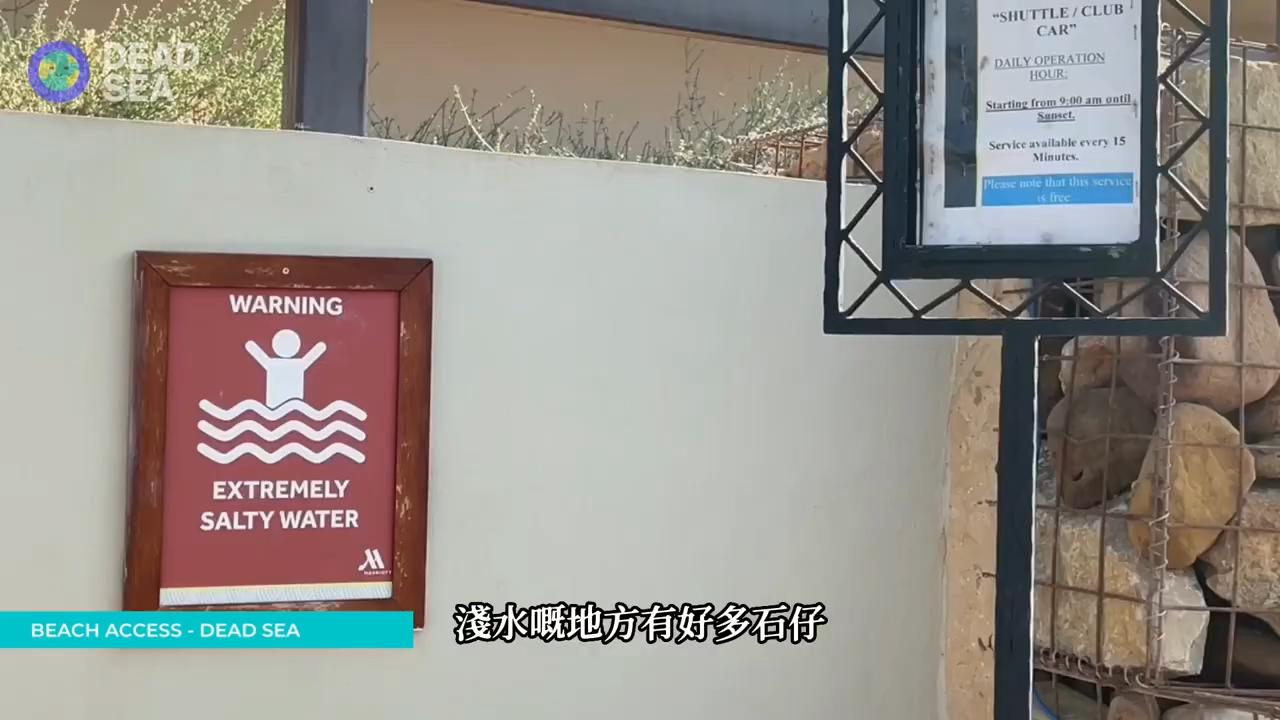 DEAD
SEA
"SHUTTLE / CLUB
CAR"
DAILY OPERATION
HOUR:
Starting from 9:00 am until
Sunset.
Service available every 15
Minutes.
Please note that this service
is free
WARNING
EXTREMELY
SALTY WATER
MARRIOTT
BEACH ACCESS - DEAD SEA
淺水嘅地方有好多石仔